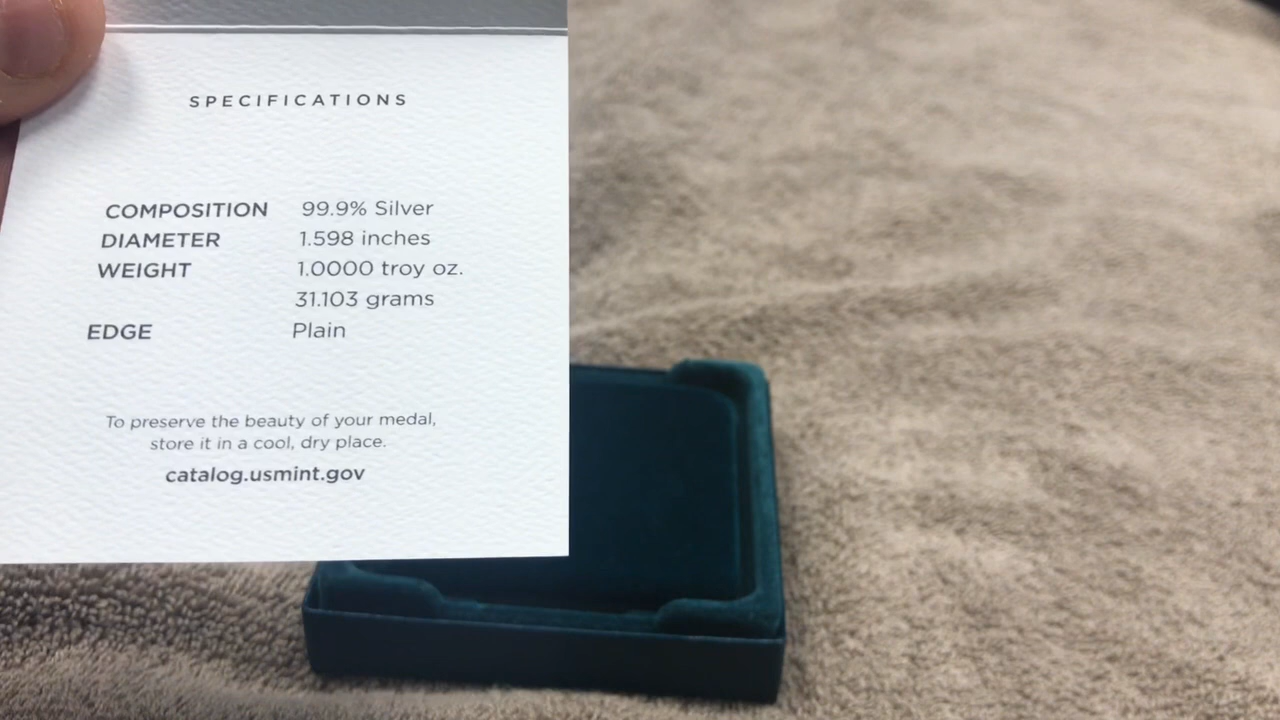 SPECIFICATIONS
COMPOSITION 99.9% Silver
DIAMETER 1.598 inches
WEIGHT 1.0000 troy oz.
31.103 grams
EDGE Plain
To preserve the beauty of your medal,
store it in a cool, dry place.
catalog.usmint.gov